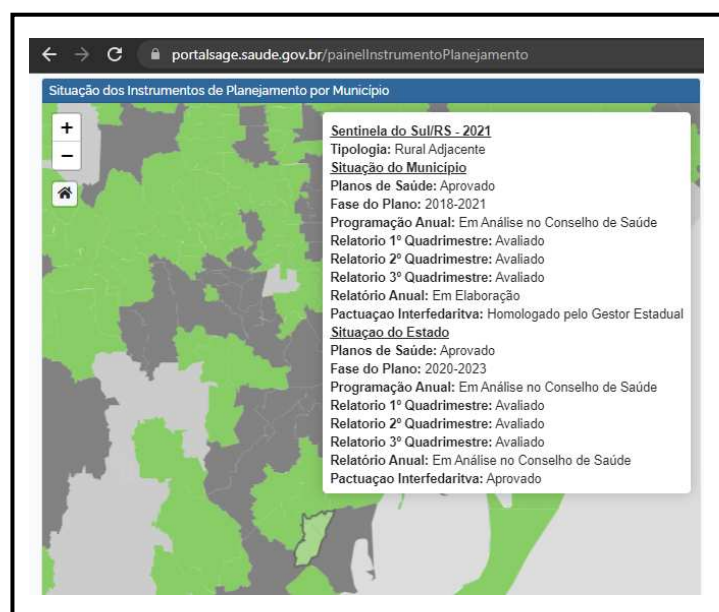 portalsage.saude.gov.br/painelInstrumentoPlanejamento
Situação dos Instrumentos de Planejamento por Município
+
−
Sentinela do Sul/RS - 2021
Tipologia: Rural Adjacente
Situação do Município
Planos de Saúde: Aprovado
Fase do Plano: 2018-2021
Programação Anual: Em Análise no Conselho de Saúde
Relatorio 1º Quadrimestre: Avaliado
Relatorio 2º Quadrimestre: Avaliado
Relatorio 3º Quadrimestre: Avaliado
Relatório Anual: Em Elaboração
Pactuaçao Interfedaritva: Homologado pelo Gestor Estadual
Situaçao do Estado
Planos de Saúde: Aprovado
Fase do Plano: 2020-2023
Programação Anual: Em Análise no Conselho de Saúde
Relatorio 1º Quadrimestre: Avaliado
Relatorio 2º Quadrimestre: Avaliado
Relatorio 3º Quadrimestre: Avaliado
Relatório Anual: Em Análise no Conselho de Saúde
Pactuaçao Interfedaritva: Aprovado